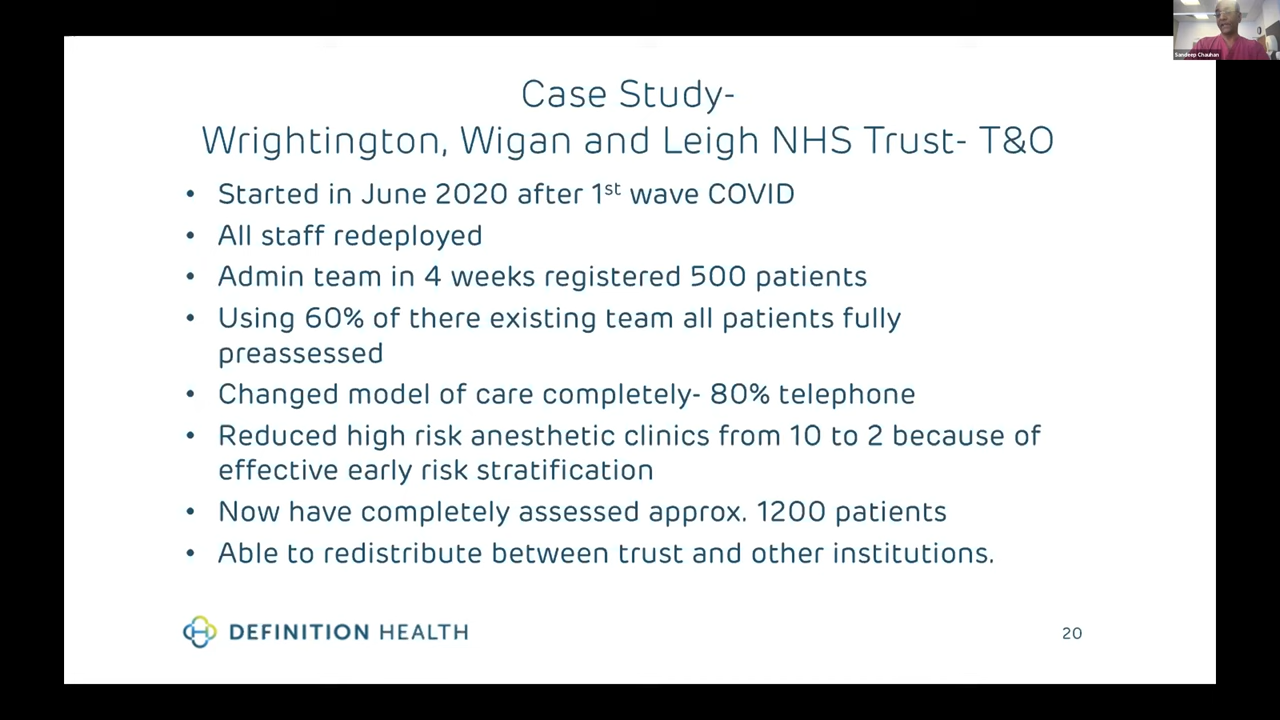 Sandeep Chauhan
Case Study-
Wrightington, Wigan and Leigh NHS Trust- T&O
• Started in June 2020 after 1st wave COVID
• All staff redeployed
• Admin team in 4 weeks registered 500 patients
• Using 60% of there existing team all patients fully
preassessed
• Changed model of care completely- 80% telephone
• Reduced high risk anesthetic clinics from 10 to 2 because of
effective early risk stratification
• Now have completely assessed approx. 1200 patients
• Able to redistribute between trust and other institutions.
DEFINITION HEALTH
20